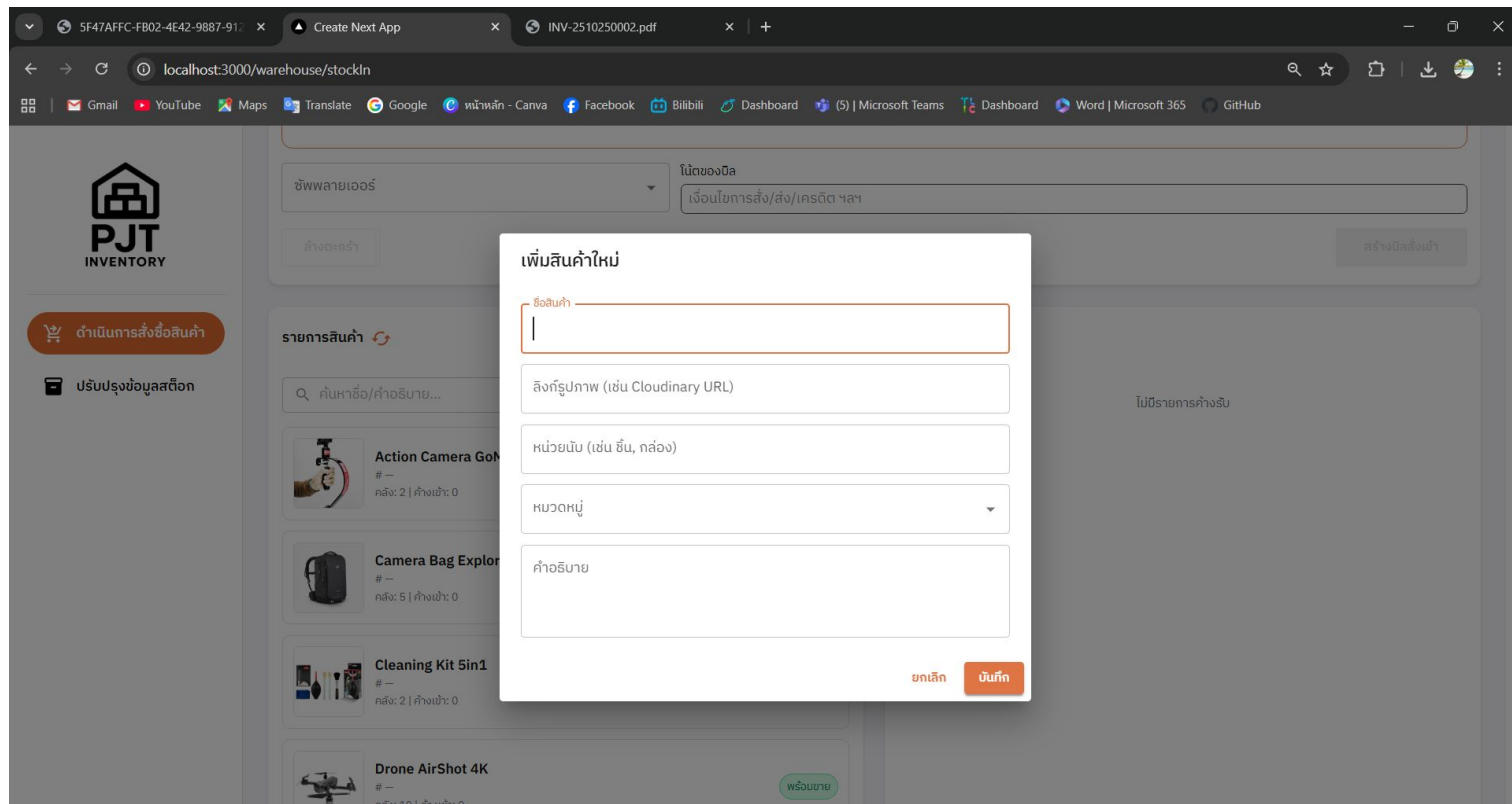 5F47AFFC-FB02-4E42-9887-912
Create Next App
INV-2510250002.pdf
localhost:3000/warehouse/stockIn
Gmail YouTube Maps Translate Google หน้าหลัก - Canva Facebook Bilibili Dashboard (5) | Microsoft Teams Dashboard Word | Microsoft 365 GitHub
PJT
INVENTORY
ดำเนินการสั่งซื้อสินค้า
ปรับปรุงข้อมูลสต็อก
ซัพพลายเออร์
โน้ตของบิล
เงื่อนไขการสั่ง/ส่ง/เครดิต ฯลฯ
ล้างตะกร้า
สร้างบิลสั่งเข้า
รายการสินค้า
ค้นหาชื่อ/คำอธิบาย...
Action Camera GoM
# —
คลัง: 2 | ค้างเข้า: 0
Camera Bag Explor
# —
คลัง: 5 | ค้างเข้า: 0
Cleaning Kit 5in1
# —
คลัง: 2 | ค้างเข้า: 0
Drone AirShot 4K
# —
พร้อมขาย
ไม่มีรายการค้างรับ
เพิ่มสินค้าใหม่
ชื่อสินค้า
ลิงก์รูปภาพ (เช่น Cloudinary URL)
หน่วยนับ (เช่น ชิ้น, กล่อง)
หมวดหมู่
คำอธิบาย
ยกเลิก
บันทึก